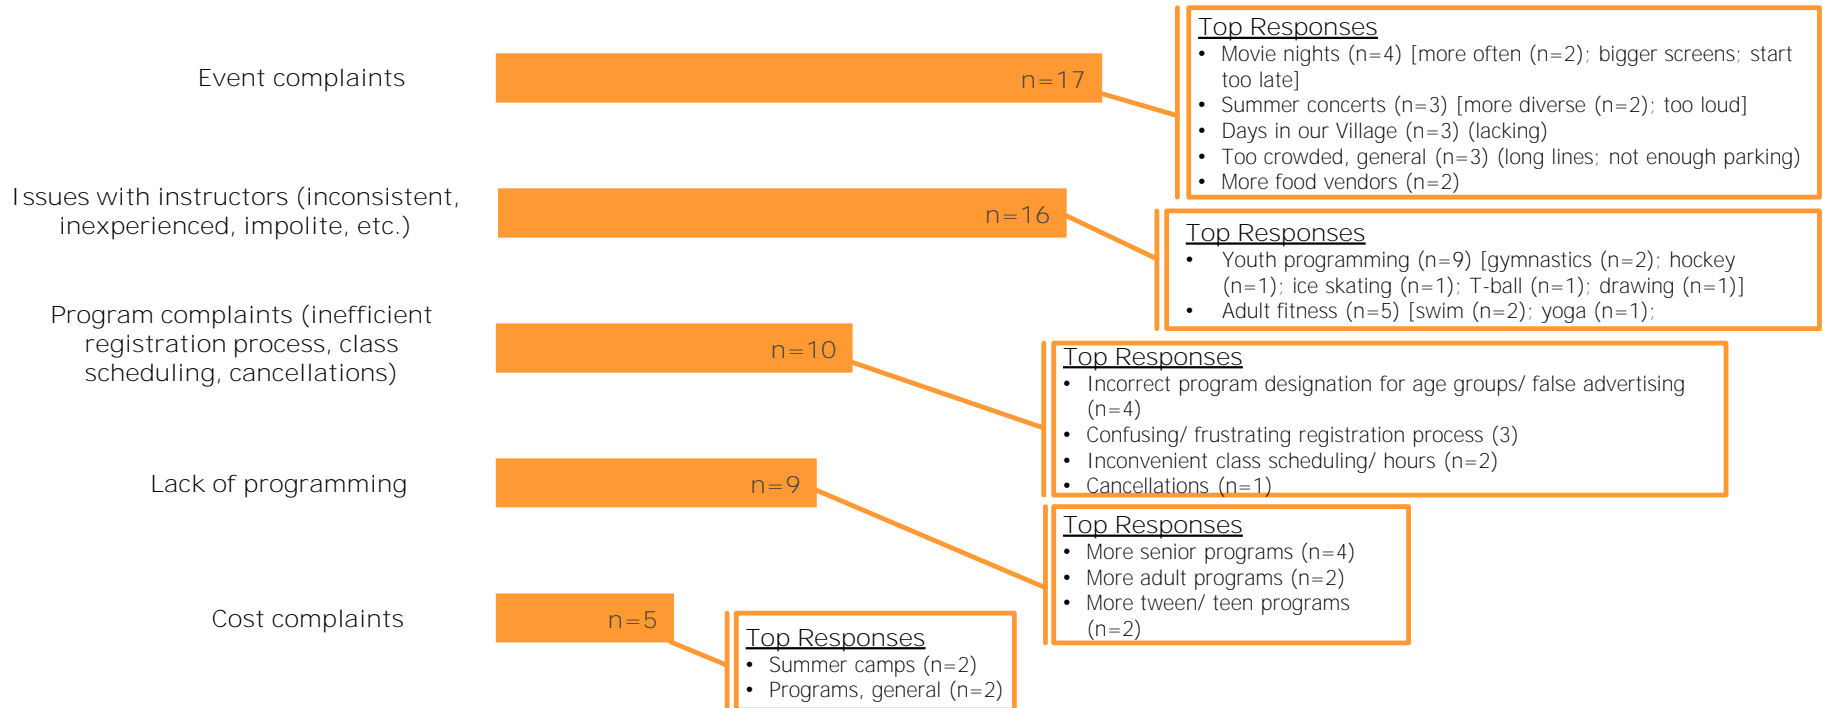 Event complaints
n=17
Top Responses
• Movie nights (n=4) [more often (n=2); bigger screens; start
too late]
• Summer concerts (n=3) [more diverse (n=2); too loud]
• Days in our Village (n=3) (lacking)
• Too crowded, general (n=3) (long lines; not enough parking)
• More food vendors (n=2)
Issues with instructors (inconsistent,
inexperienced, impolite, etc.)
n=16
Top Responses
• Youth programming (n=9) [gymnastics (n=2); hockey
(n=1); ice skating (n=1); T-ball (n=1); drawing (n=1)]
• Adult fitness (n=5) [swim (n=2); yoga (n=1);
Program complaints (inefficient
registration process, class
scheduling, cancellations)
n=10
Top Responses
• Incorrect program designation for age groups/ false advertising
(n=4)
• Confusing/ frustrating registration process (3)
• Inconvenient class scheduling/ hours (n=2)
• Cancellations (n=1)
Lack of programming
n=9
Top Responses
• More senior programs (n=4)
• More adult programs (n=2)
• More tween/ teen programs
(n=2)
Cost complaints
n=5
Top Responses
• Summer camps (n=2)
• Programs, general (n=2)